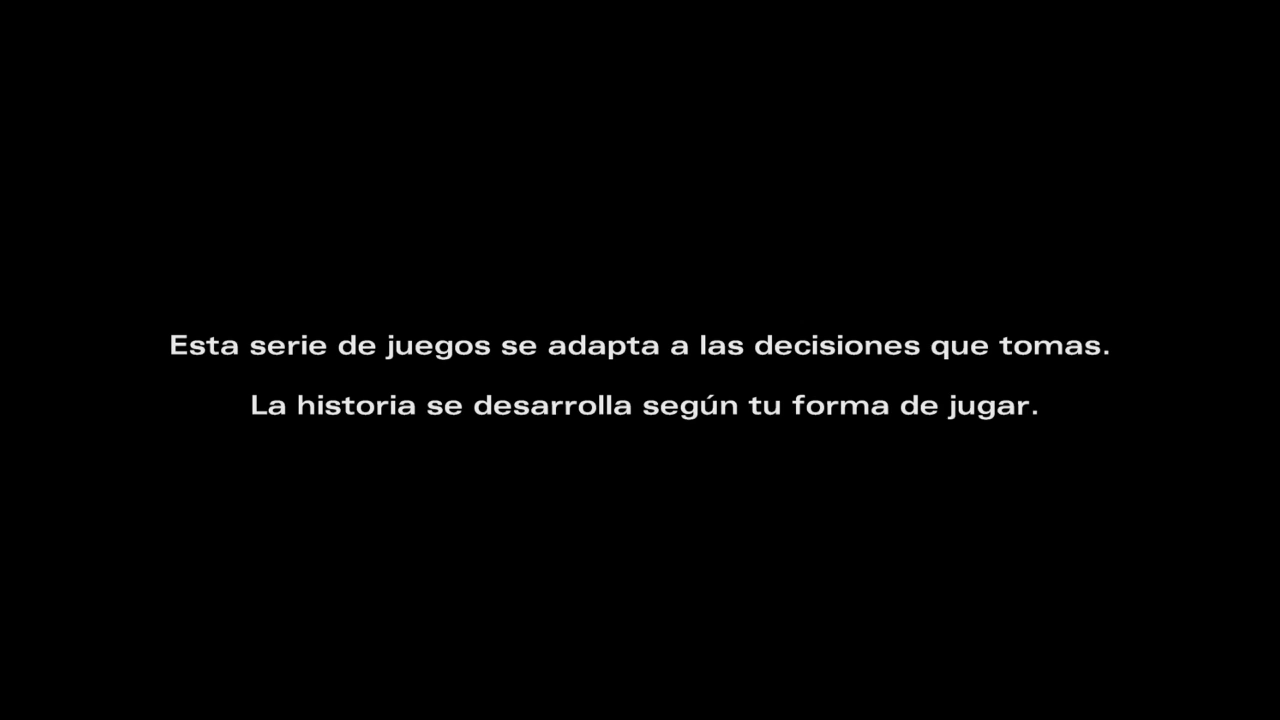 Esta serie de juegos se adapta a las decisiones que tomas.
La historia se desarrolla según tu forma de jugar.